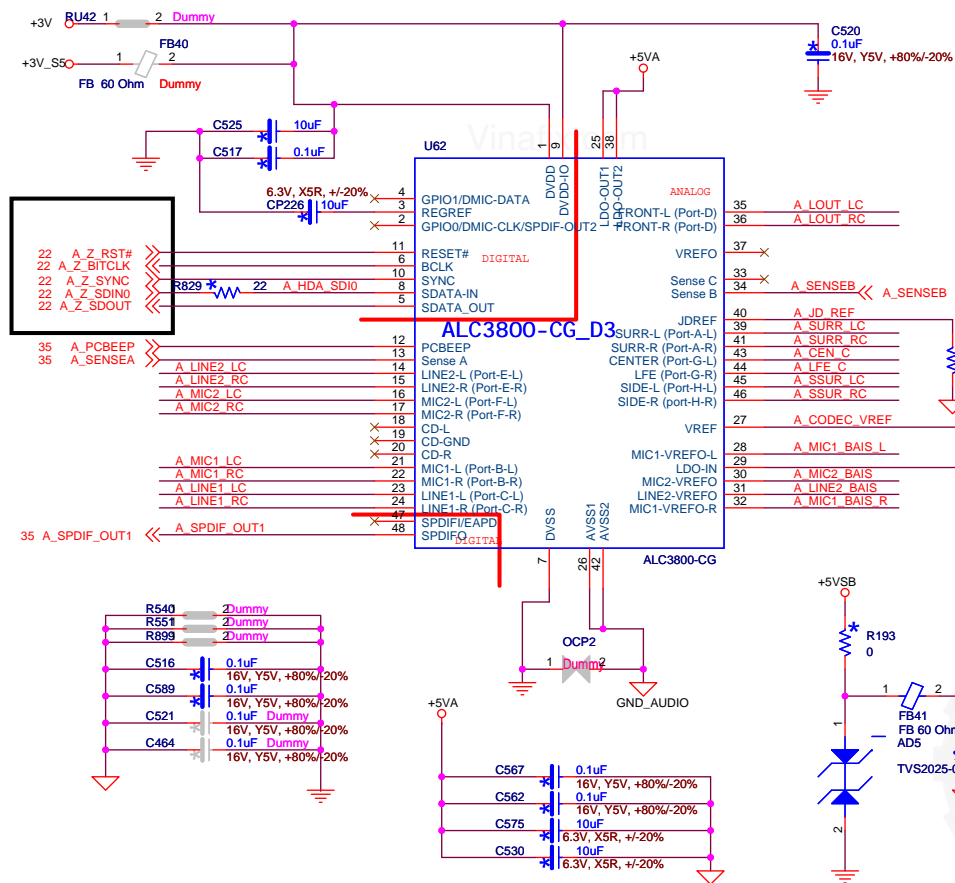 +3V RU42 1 2 Dummy
+3V_S5 1 FB40 2
FB 60 Ohm Dummy
C520
0.1uF
16V, Y5V, +80%/-20%
+5VA
C525 10uF
C517 0.1uF
6.3V, X5R, +/-20%
CP226 10uF
U62
1 9 25 38
DVDD
DVDD-IO
LDO-OUT1
LDO-OUT2
ANALOG
DIGITAL
4 GPIO1/DMIC-DATA
3 REGREF
2 GPIO0/DMIC-CLK/SPDIF-OUT2
22 A_Z_RST# 11 RESET#
22 A_Z_BITCLK 6 BCLK
22 A_Z_SYNC 10 SYNC
22 A_Z_SDIN0 R829 22 A_HDA_SDI0 8 SDATA-IN
22 A_Z_SDOUT 5 SDATA_OUT
ALC3800-CG_D3
35 A_PCBEEP 12 PCBEEP
35 A_SENSEA 13 Sense A
A_LINE2_LC 14 LINE2-L (Port-E-L)
A_LINE2_RC 15 LINE2-R (Port-E-R)
A_MIC2_LC 16 MIC2-L (Port-F-L)
A_MIC2_RC 17 MIC2-R (Port-F-R)
18 CD-L
19 CD-GND
20 CD-R
A_MIC1_LC 21 MIC1-L (Port-B-L)
A_MIC1_RC 22 MIC1-R (Port-B-R)
A_LINE1_LC 23 LINE1-L (Port-C-L)
A_LINE1_RC 24 LINE1-R (Port-C-R)
47 SPDIFI/EAPD
35 A_SPDIF_OUT1 A_SPDIF_OUT1 48 SPDIFO
DIGITAL
FRONT-L (Port-D) 35 A_LOUT_LC
FRONT-R (Port-D) 36 A_LOUT_RC
VREFO 37
Sense C 33
Sense B 34 A_SENSEB A_SENSEB
JDREF 40 A_JD_REF
SURR-L (Port-A-L) 39 A_SURR_LC
SURR-R (Port-A-R) 41 A_SURR_RC
CENTER (Port-G-L) 43 A_CEN_C
LFE (Port-G-R) 44 A_LFE_C
SIDE-L (Port-H-L) 45 A_SSUR_LC
SIDE-R (port-H-R) 46 A_SSUR_RC
VREF 27 A_CODEC_VREF
MIC1-VREFO-L 28 A_MIC1_BAIS_L
LDO-IN 29
MIC2-VREFO 30 A_MIC2_BAIS
LINE2-VREFO 31 A_LINE2_BAIS
MIC1-VREFO-R 32 A_MIC1_BAIS_R
DVSS
AVSS1
AVSS2
7 26 42
ALC3800-CG
OCP2
1 Dummy 2
GND_AUDIO
R540 1 2 Dummy
R551 1 2 Dummy
R899 1 2 Dummy
C516 0.1uF
16V, Y5V, +80%/-20%
C589 0.1uF
16V, Y5V, +80%/-20%
C521 0.1uF Dummy
16V, Y5V, +80%/-20%
C464 0.1uF Dummy
16V, Y5V, +80%/-20%
+5VA
C567 0.1uF
16V, Y5V, +80%/-20%
C562 0.1uF
16V, Y5V, +80%/-20%
C575 10uF
6.3V, X5R, +/-20%
C530 10uF
6.3V, X5R, +/-20%
+5VSB
R193
0
1 2
FB41
FB 60 Ohm
AD5
1
TVS2025-0
2